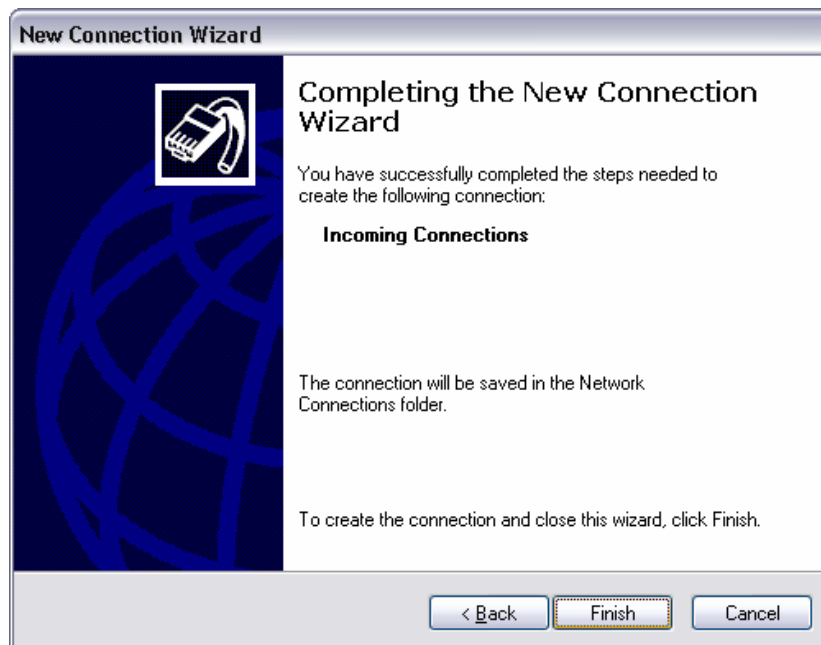 New Connection Wizard
Completing the New Connection
Wizard
You have successfully completed the steps needed to
create the following connection:
Incoming Connections
The connection will be saved in the Network
Connections folder.
To create the connection and close this wizard, click Finish.
< Back Finish Cancel